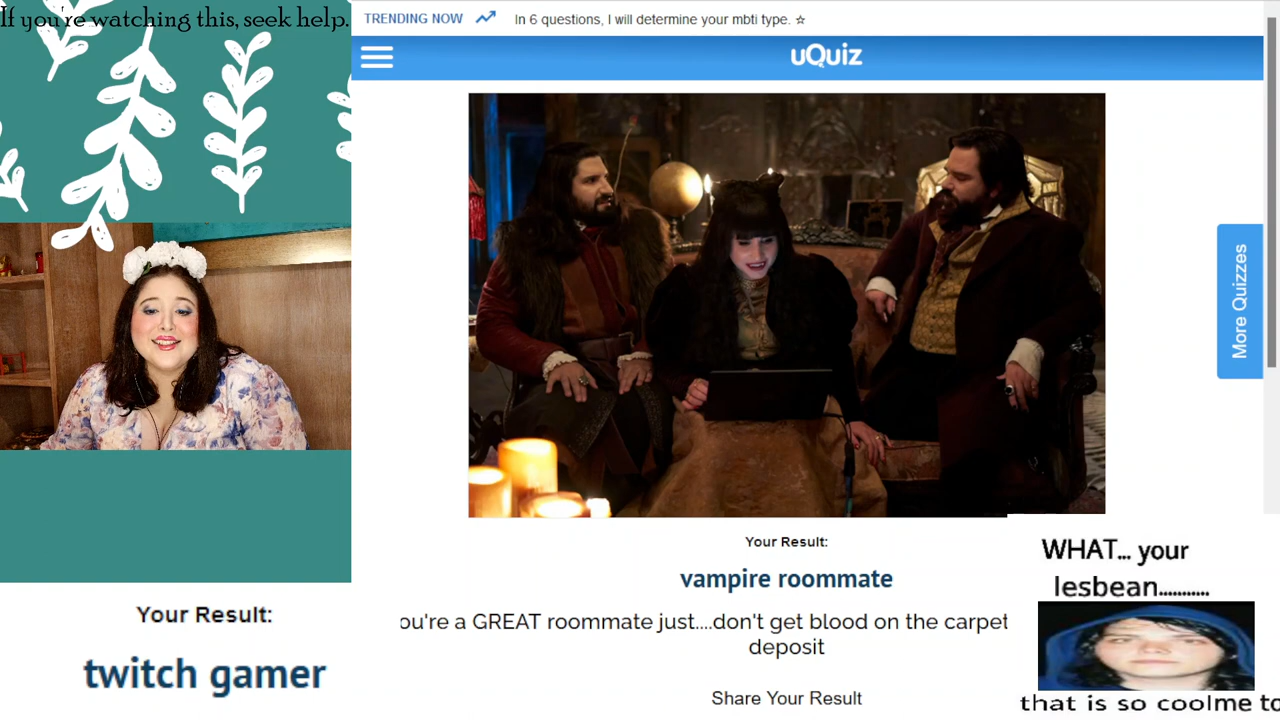 If you're watching this, seek help.
TRENDING NOW
In 6 questions, I will determine your mbti type. ☆
uQuiz
More Quizzes
Your Result:
vampire roommate
ou're a GREAT roommate just....don't get blood on the carpet
deposit
Share Your Result
Your Result:
twitch gamer
WHAT... your
lesbean...........
that is so coolme to